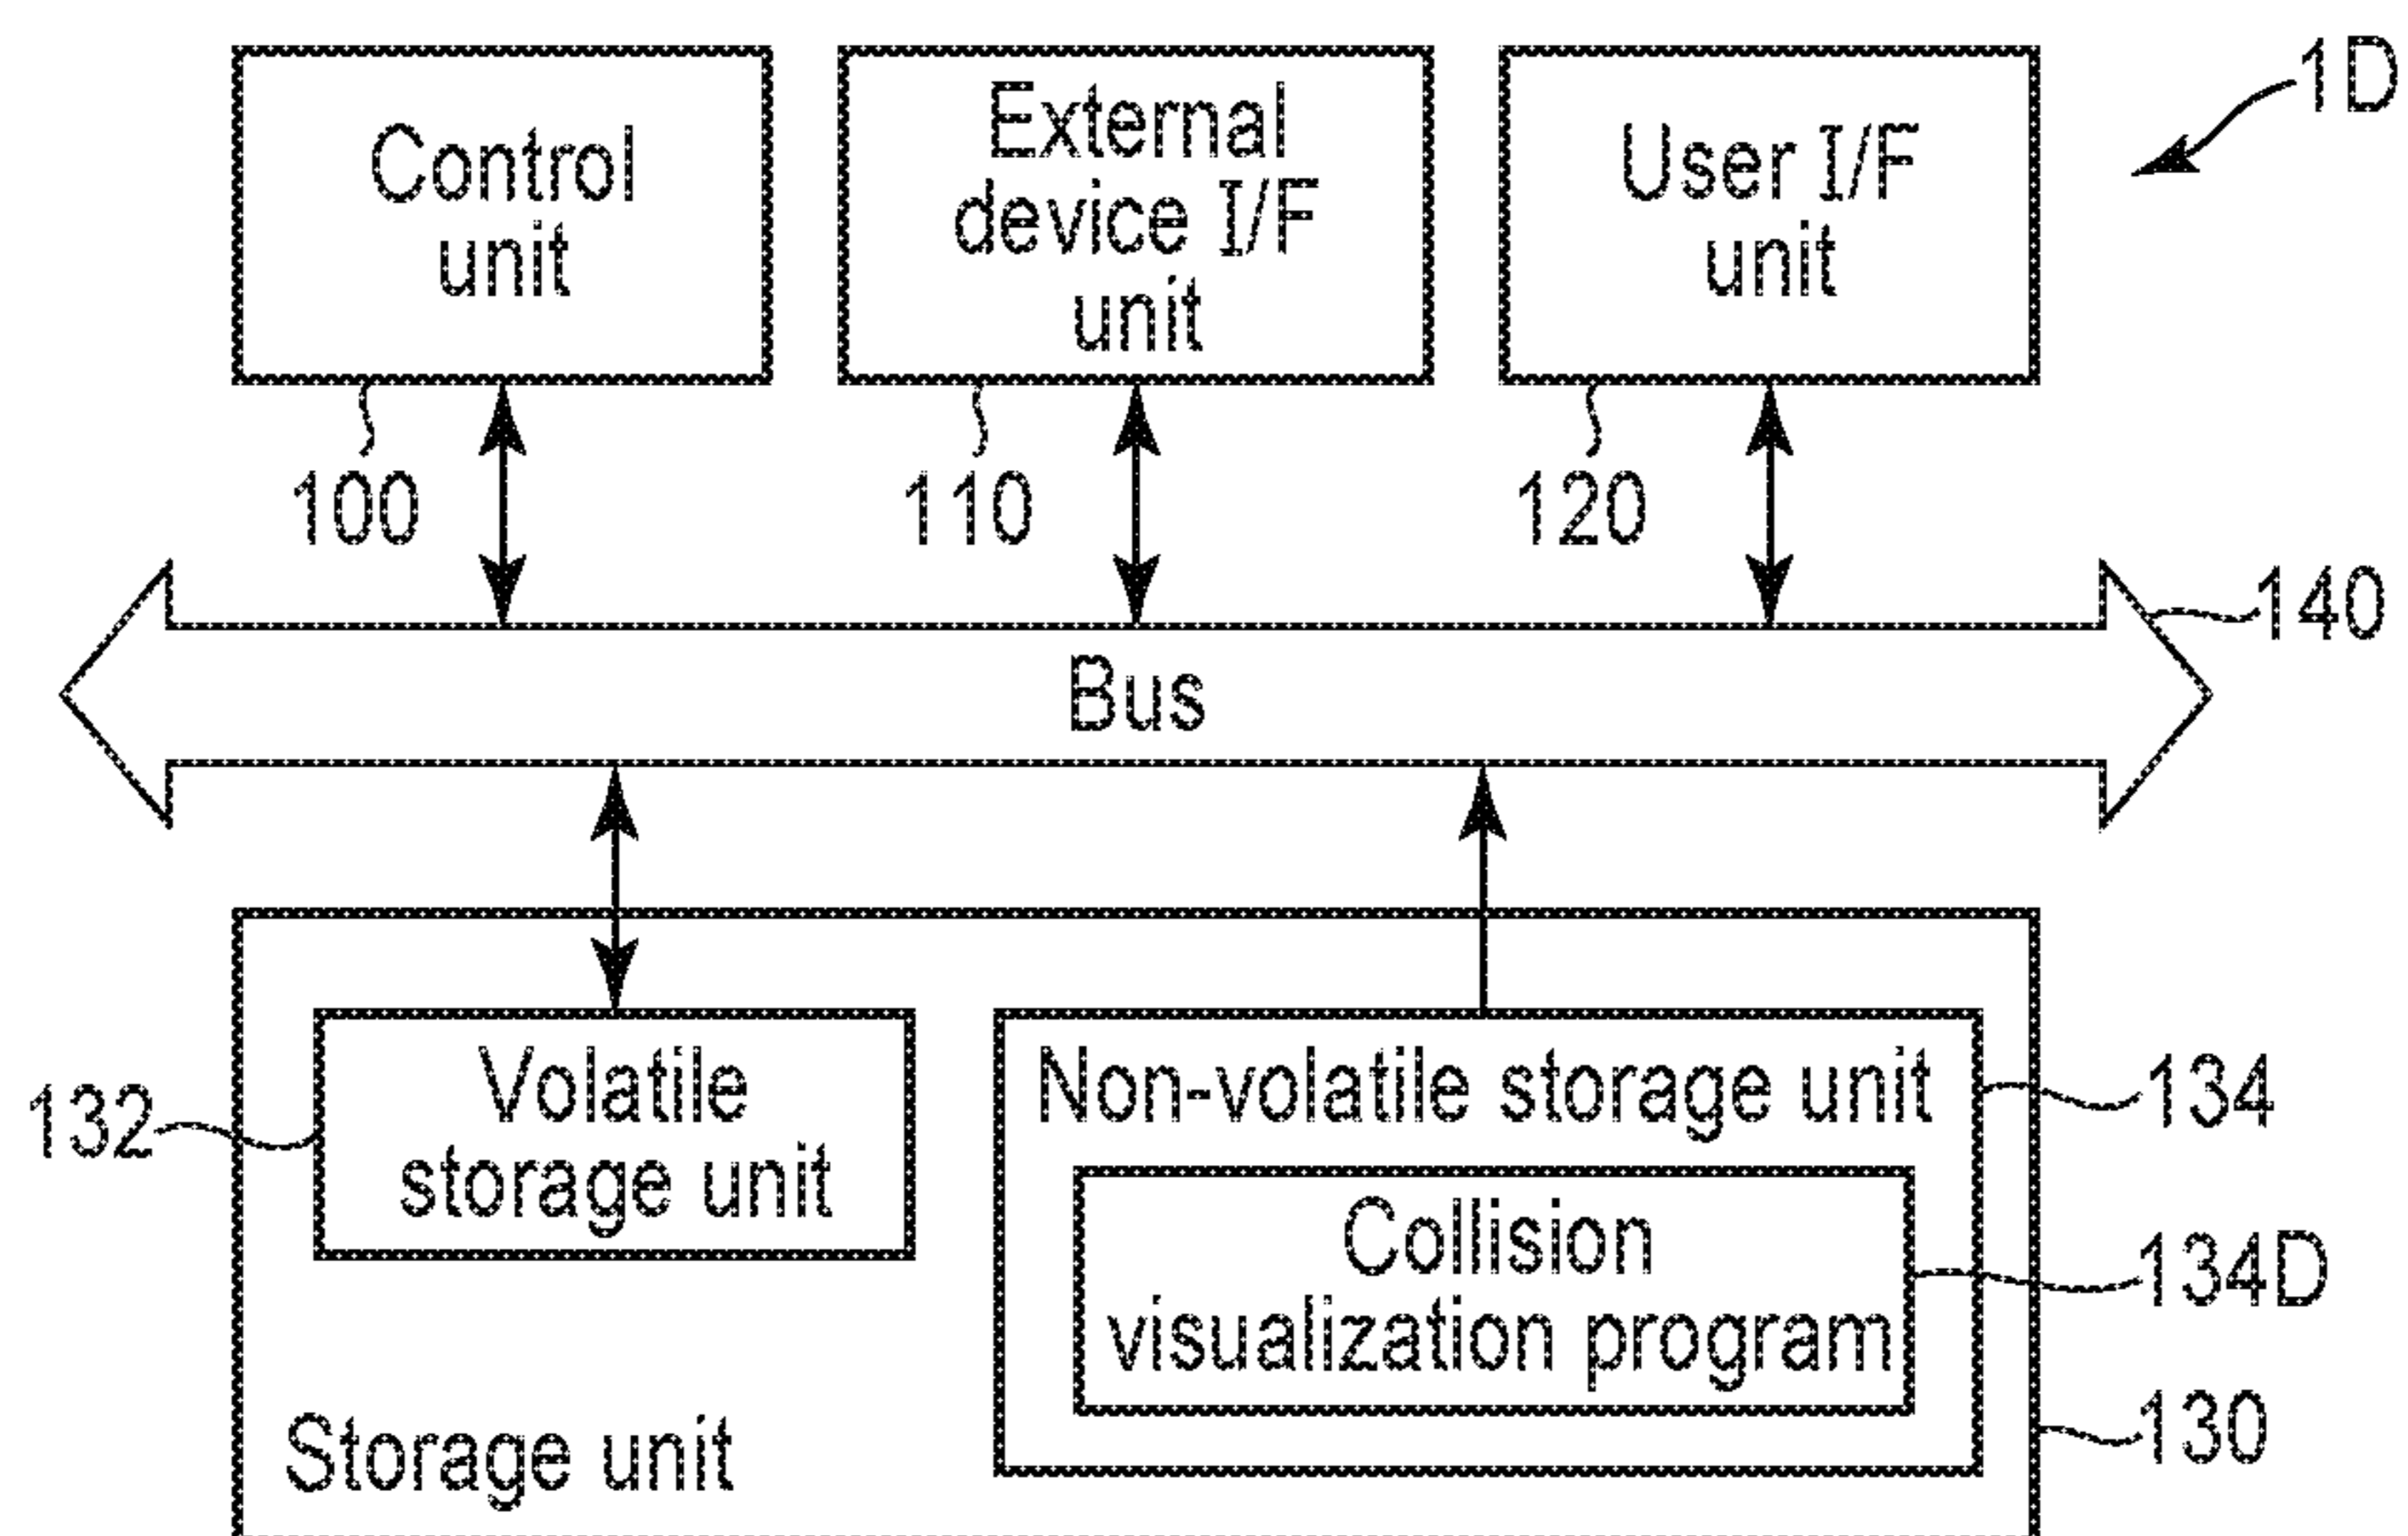 1D
Control
unit
External
device I/F
unit
User I/F
unit
100
110
120
140
Bus
132
Volatile
storage unit
Non-volatile storage unit
134
Collision
visualization program
134D
Storage unit
130